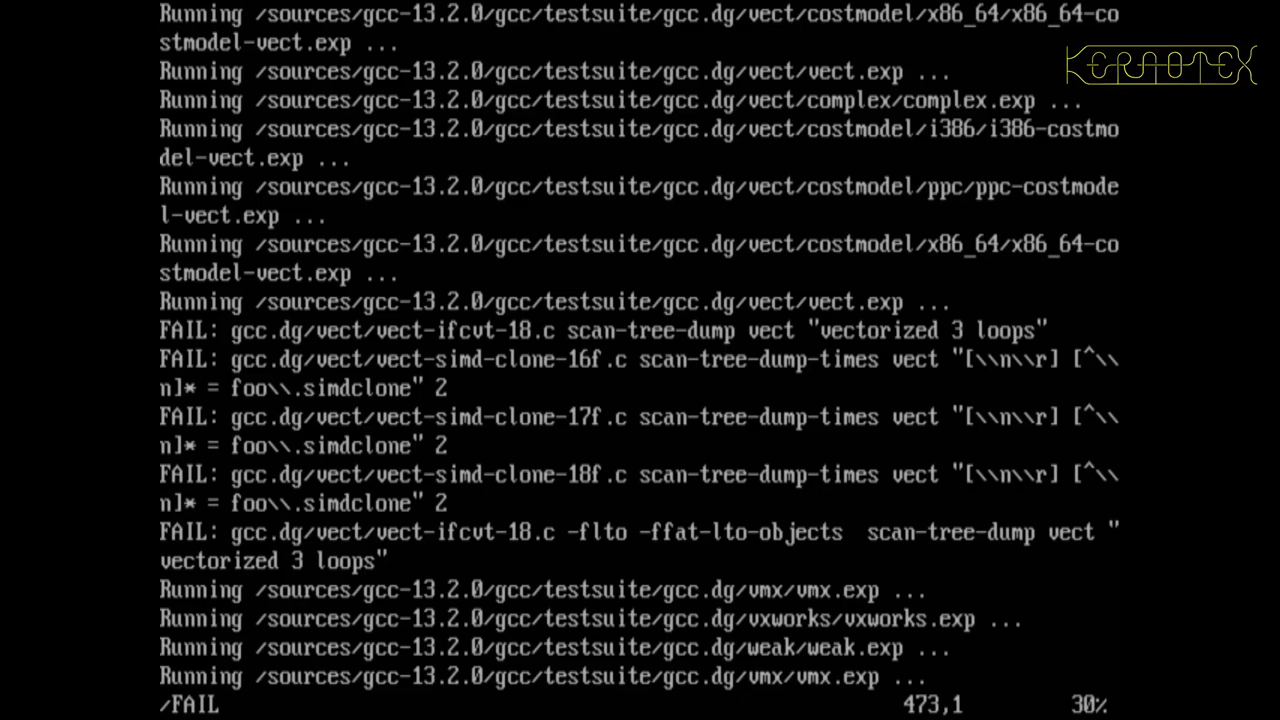 Running /sources/gcc-13.2.0/gcc/testsuite/gcc.dg/vect/costmodel/x86_64/x86_64-co
stmodel-vect.exp ...
Running /sources/gcc-13.2.0/gcc/testsuite/gcc.dg/vect/vect.exp ...
Running /sources/gcc-13.2.0/gcc/testsuite/gcc.dg/vect/complex/complex.exp ...
Running /sources/gcc-13.2.0/gcc/testsuite/gcc.dg/vect/costmodel/i386/i386-costmo
del-vect.exp ...
Running /sources/gcc-13.2.0/gcc/testsuite/gcc.dg/vect/costmodel/ppc/ppc-costmode
l-vect.exp ...
Running /sources/gcc-13.2.0/gcc/testsuite/gcc.dg/vect/costmodel/x86_64/x86_64-co
stmodel-vect.exp ...
Running /sources/gcc-13.2.0/gcc/testsuite/gcc.dg/vect/vect.exp ...
FAIL: gcc.dg/vect/vect-ifcvt-18.c scan-tree-dump vect "vectorized 3 loops"
FAIL: gcc.dg/vect/vect-simd-clone-16f.c scan-tree-dump-times vect "[\\n\\r] [^\\
n]* = foo\\.simdclone" 2
FAIL: gcc.dg/vect/vect-simd-clone-17f.c scan-tree-dump-times vect "[\\n\\r] [^\\
n]* = foo\\.simdclone" 2
FAIL: gcc.dg/vect/vect-simd-clone-18f.c scan-tree-dump-times vect "[\\n\\r] [^\\
n]* = foo\\.simdclone" 2
FAIL: gcc.dg/vect/vect-ifcvt-18.c -flto -ffat-lto-objects  scan-tree-dump vect "
vectorized 3 loops"
Running /sources/gcc-13.2.0/gcc/testsuite/gcc.dg/vmx/vmx.exp ...
Running /sources/gcc-13.2.0/gcc/testsuite/gcc.dg/vxworks/vxworks.exp ...
Running /sources/gcc-13.2.0/gcc/testsuite/gcc.dg/weak/weak.exp ...
Running /sources/gcc-13.2.0/gcc/testsuite/gcc.dg/vmx/vmx.exp ...
/FAIL 473,1 30%